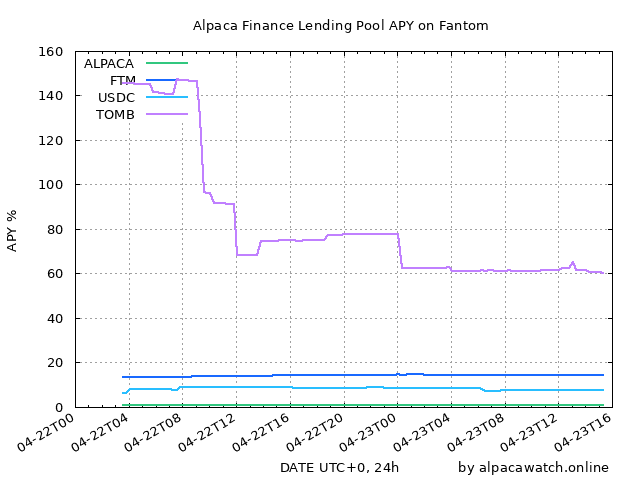 Alpaca Finance Lending Pool APY on Fantom
160
140
120
100
80
60
40
20
0
APY %
ALPACA
FTM
USDC
TOMB
04-22T00
04-22T04
04-22T08
04-22T12
04-22T16
04-22T20
04-23T00
04-23T04
04-23T08
04-23T12
04-23T16
DATE UTC+0, 24h
by alpacawatch.online